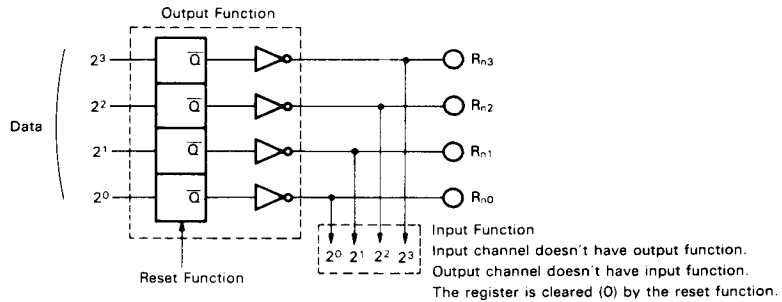 Output Function
2³ Q̅ Rn3
2² Q̅ Rn2
Data
2¹ Q̅ Rn1
2⁰ Q̅ Rn0
Input Function
2⁰ 2¹ 2² 2³
Input channel doesn't have output function.
Reset Function
Output channel doesn't have input function.
The register is cleared (0) by the reset function.